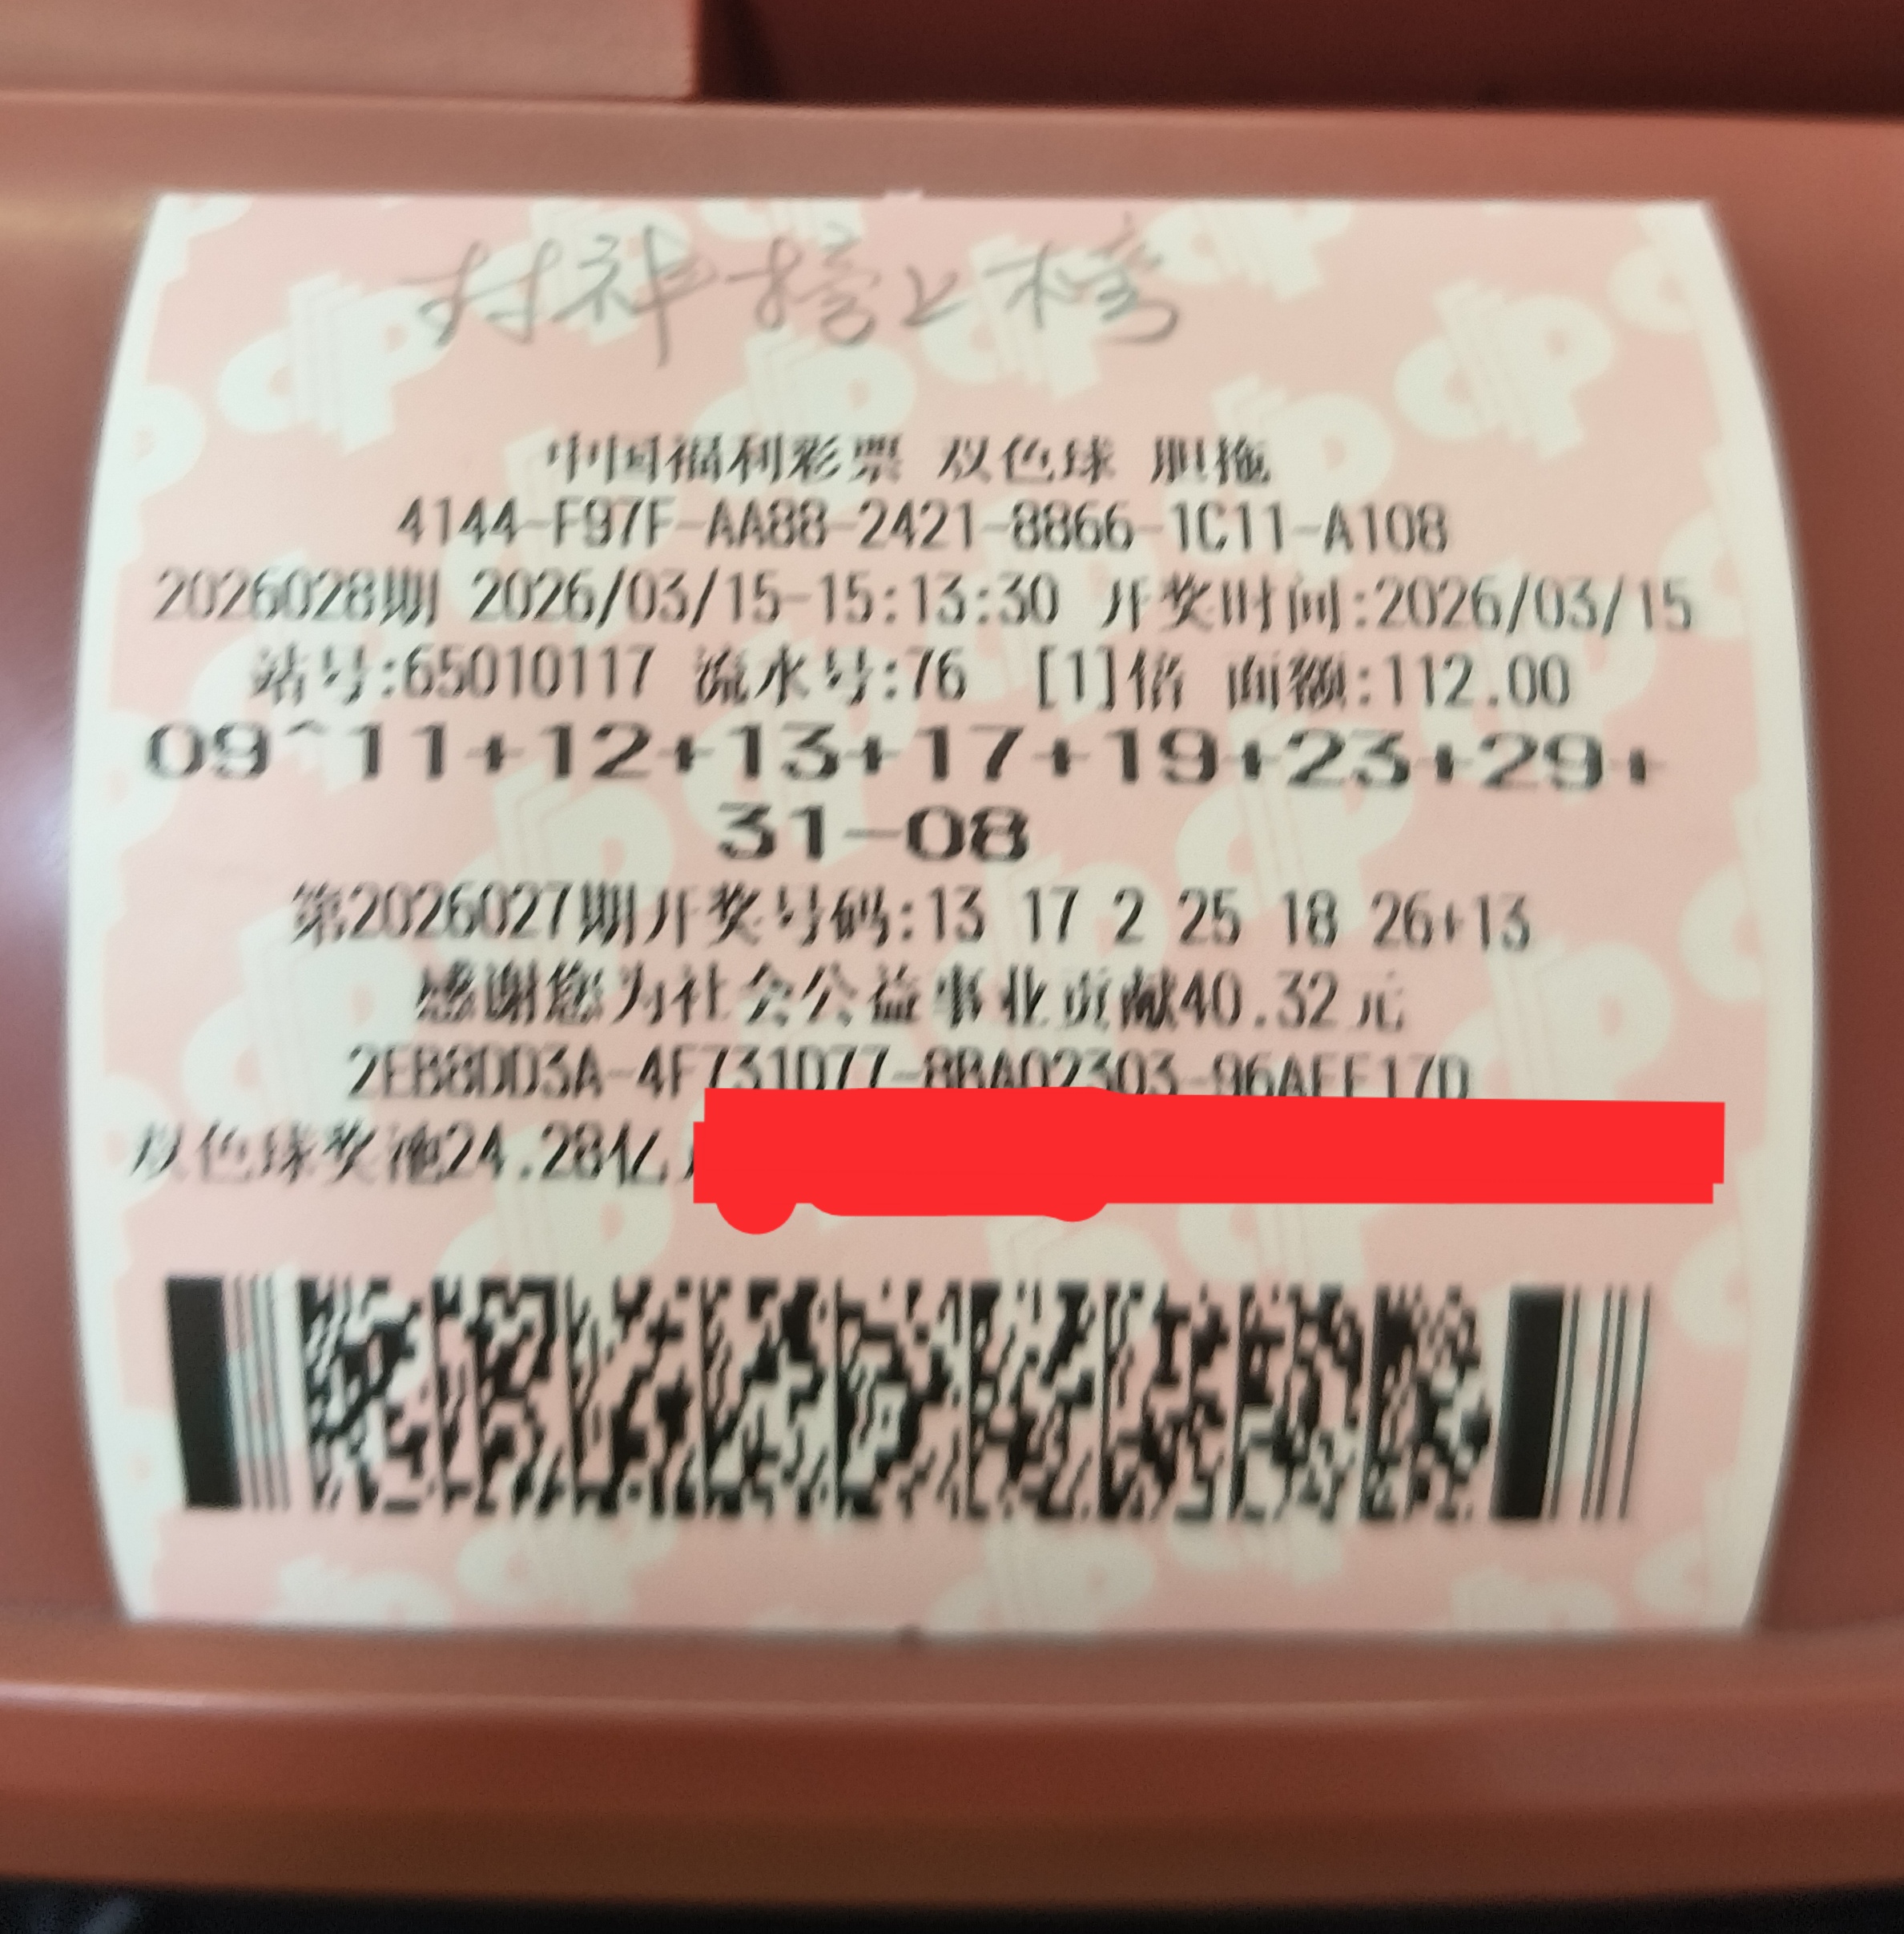 封神榜上榜
中国福利彩票 双色球 胆拖
4144-F97F-AA88-2421-8866-1C11-A108
2026028期 2026/03/15-15:13:30 开奖时间:2026/03/15
站号:65010117 流水号:76 [1]倍 面额:112.00
09^11+12+13+17+19+23+29+
31-08
第2026027期开奖号码:13 17 2 25 18 26+13
感谢您为社会公益事业贡献40.32元
2EB8DD3A-4F731D77-8BA02303-96AEE17D
双色球奖池24.28亿